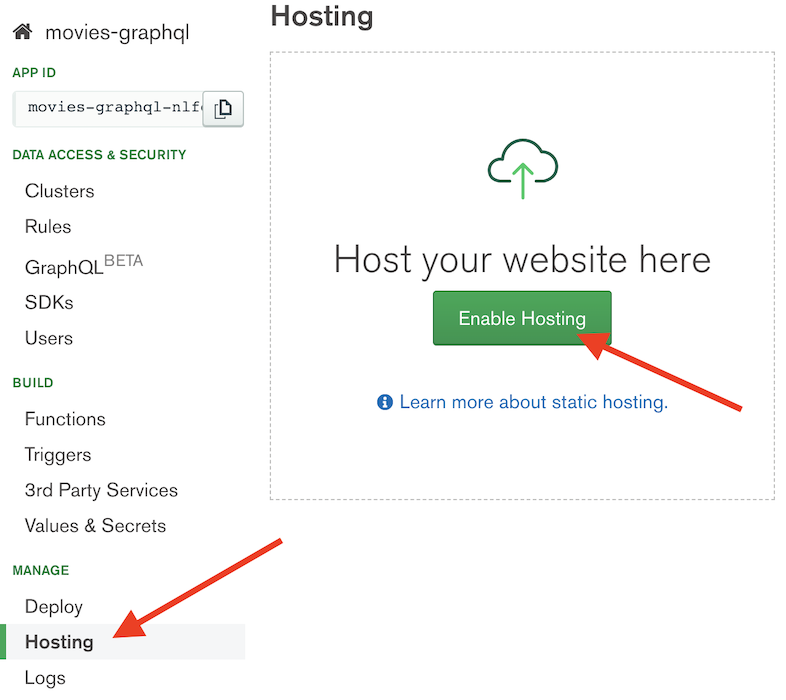 movies-graphql
APP ID
movies-graphql-nlf
DATA ACCESS & SECURITY
Clusters
Rules
GraphQL BETA
SDKs
Users
BUILD
Functions
Triggers
3rd Party Services
Values & Secrets
MANAGE
Deploy
Hosting
Logs
Hosting
Host your website here
Enable Hosting
Learn more about static hosting.